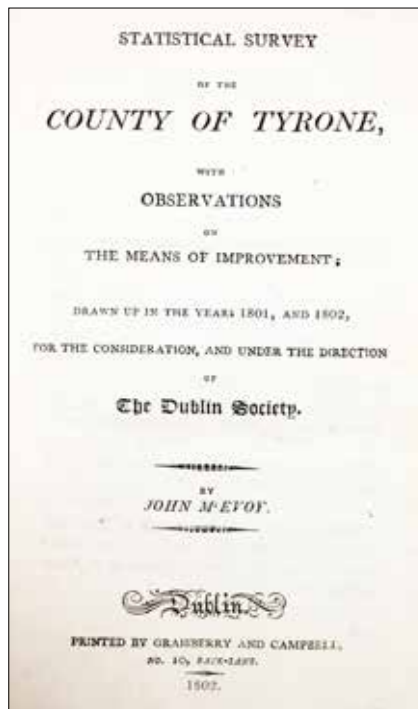 STATISTICAL SURVEY
OF THE
COUNTY OF TYRONE,
WITH
OBSERVATIONS
ON
THE MEANS OF IMPROVEMENT;
DRAWN UP IN THE YEARS 1801, AND 1802,
FOR THE CONSIDERATION, AND UNDER THE DIRECTION
OF
The Dublin Society.
BY
JOHN M‘EVOY.
Dublin.
PRINTED BY GRAISBERRY AND CAMPBELL,
NO. 10, BACK-LANE.
1802.